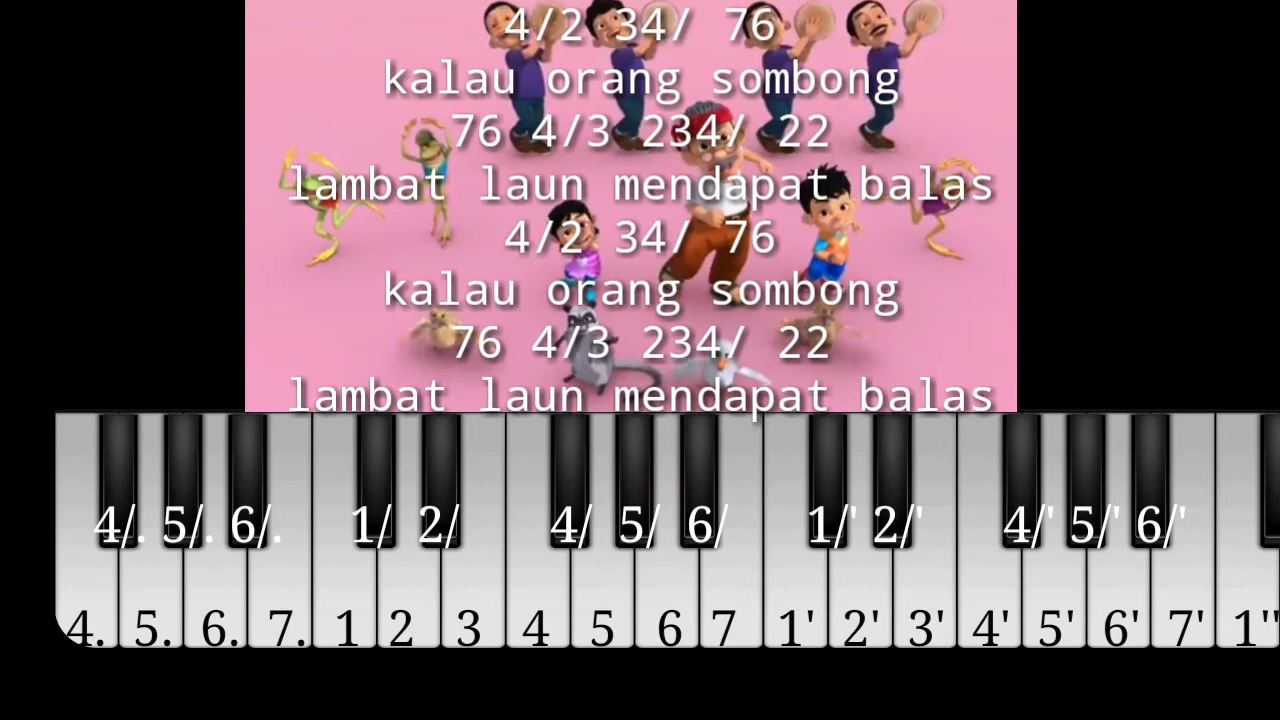 4/2 34/ 76
kalau orang sombong
76 4/3 234/ 22
lambat laun mendapat balas
4/2 34/ 76
kalau orang sombong
76 4/3 234/ 22
lambat laun mendapat balas
4/. 5/. 6/. 1/ 2/ 4/ 5/ 6/ 1/' 2/' 4/' 5/' 6/'
4. 5. 6. 7. 1 2 3 4 5 6 7 1' 2' 3' 4' 5' 6' 7' 1"